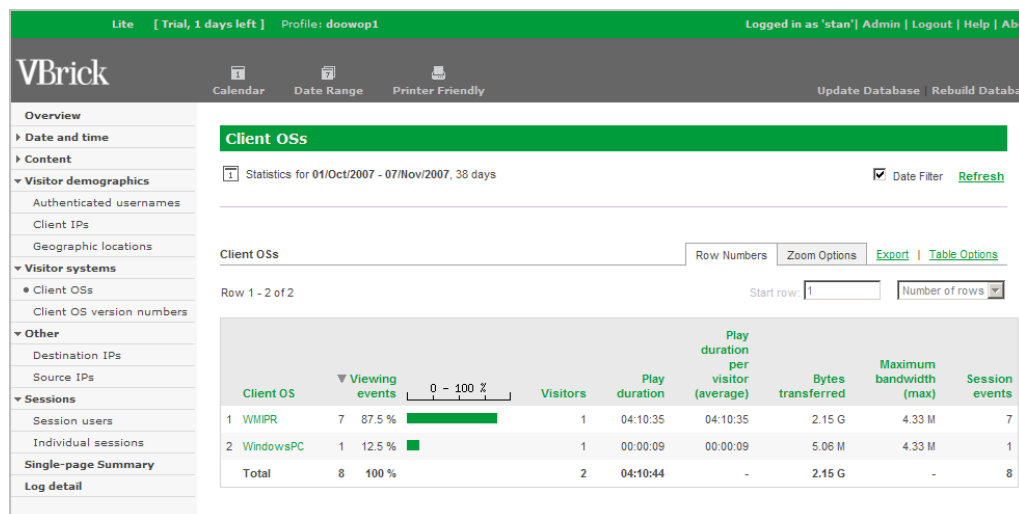 Lite [ Trial, 1 days left ] Profile: doowop1 Logged in as 'stan'| Admin | Logout | Help | Ab
VBrick
1 7
Calendar Date Range Printer Friendly Update Database Rebuild Databa
Overview
Date and time
Content
Visitor demographics
Authenticated usernames
Client IPs
Geographic locations
Visitor systems
Client OSs
Client OS version numbers
Other
Destination IPs
Source IPs
Sessions
Session users
Individual sessions
Single-page Summary
Log detail
Client OSs
1 Statistics for 01/Oct/2007 - 07/Nov/2007, 38 days Date Filter Refresh
Client OSs Row Numbers Zoom Options Export | Table Options
Row 1 - 2 of 2 Start row: 1 Number of rows
Client OS Viewing events 0 - 100 % Visitors Play duration Play duration per visitor (average) Bytes transferred Maximum bandwidth (max) Session events
1 WMIPR 7 87.5 % 1 04:10:35 04:10:35 2.15 G 4.33 M 7
2 WindowsPC 1 12.5 % 1 00:00:09 00:00:09 5.06 M 4.33 M 1
Total 8 100 % 2 04:10:44 - 2.15 G - 8